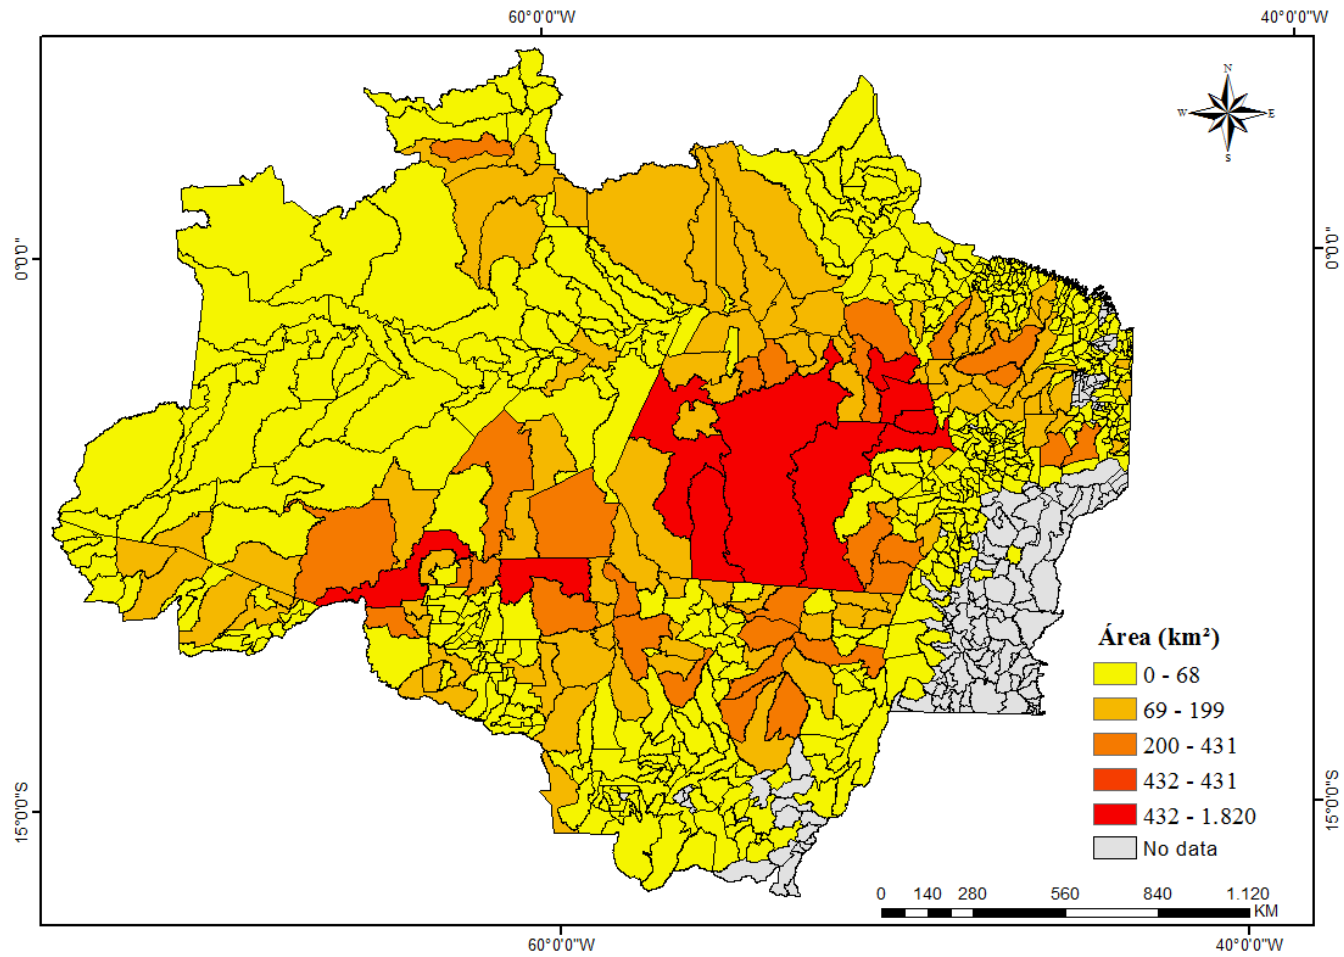 60°0'0"W
40°0'0"W
N
W
E
S
0°0'0"
0°0'0"
Área (km²)
0 - 68
69 - 199
200 - 431
432 - 431
432 - 1.820
No data
15°0'0"S
15°0'0"S
0 140 280 560 840 1.120
KM
60°0'0"W
40°0'0"W